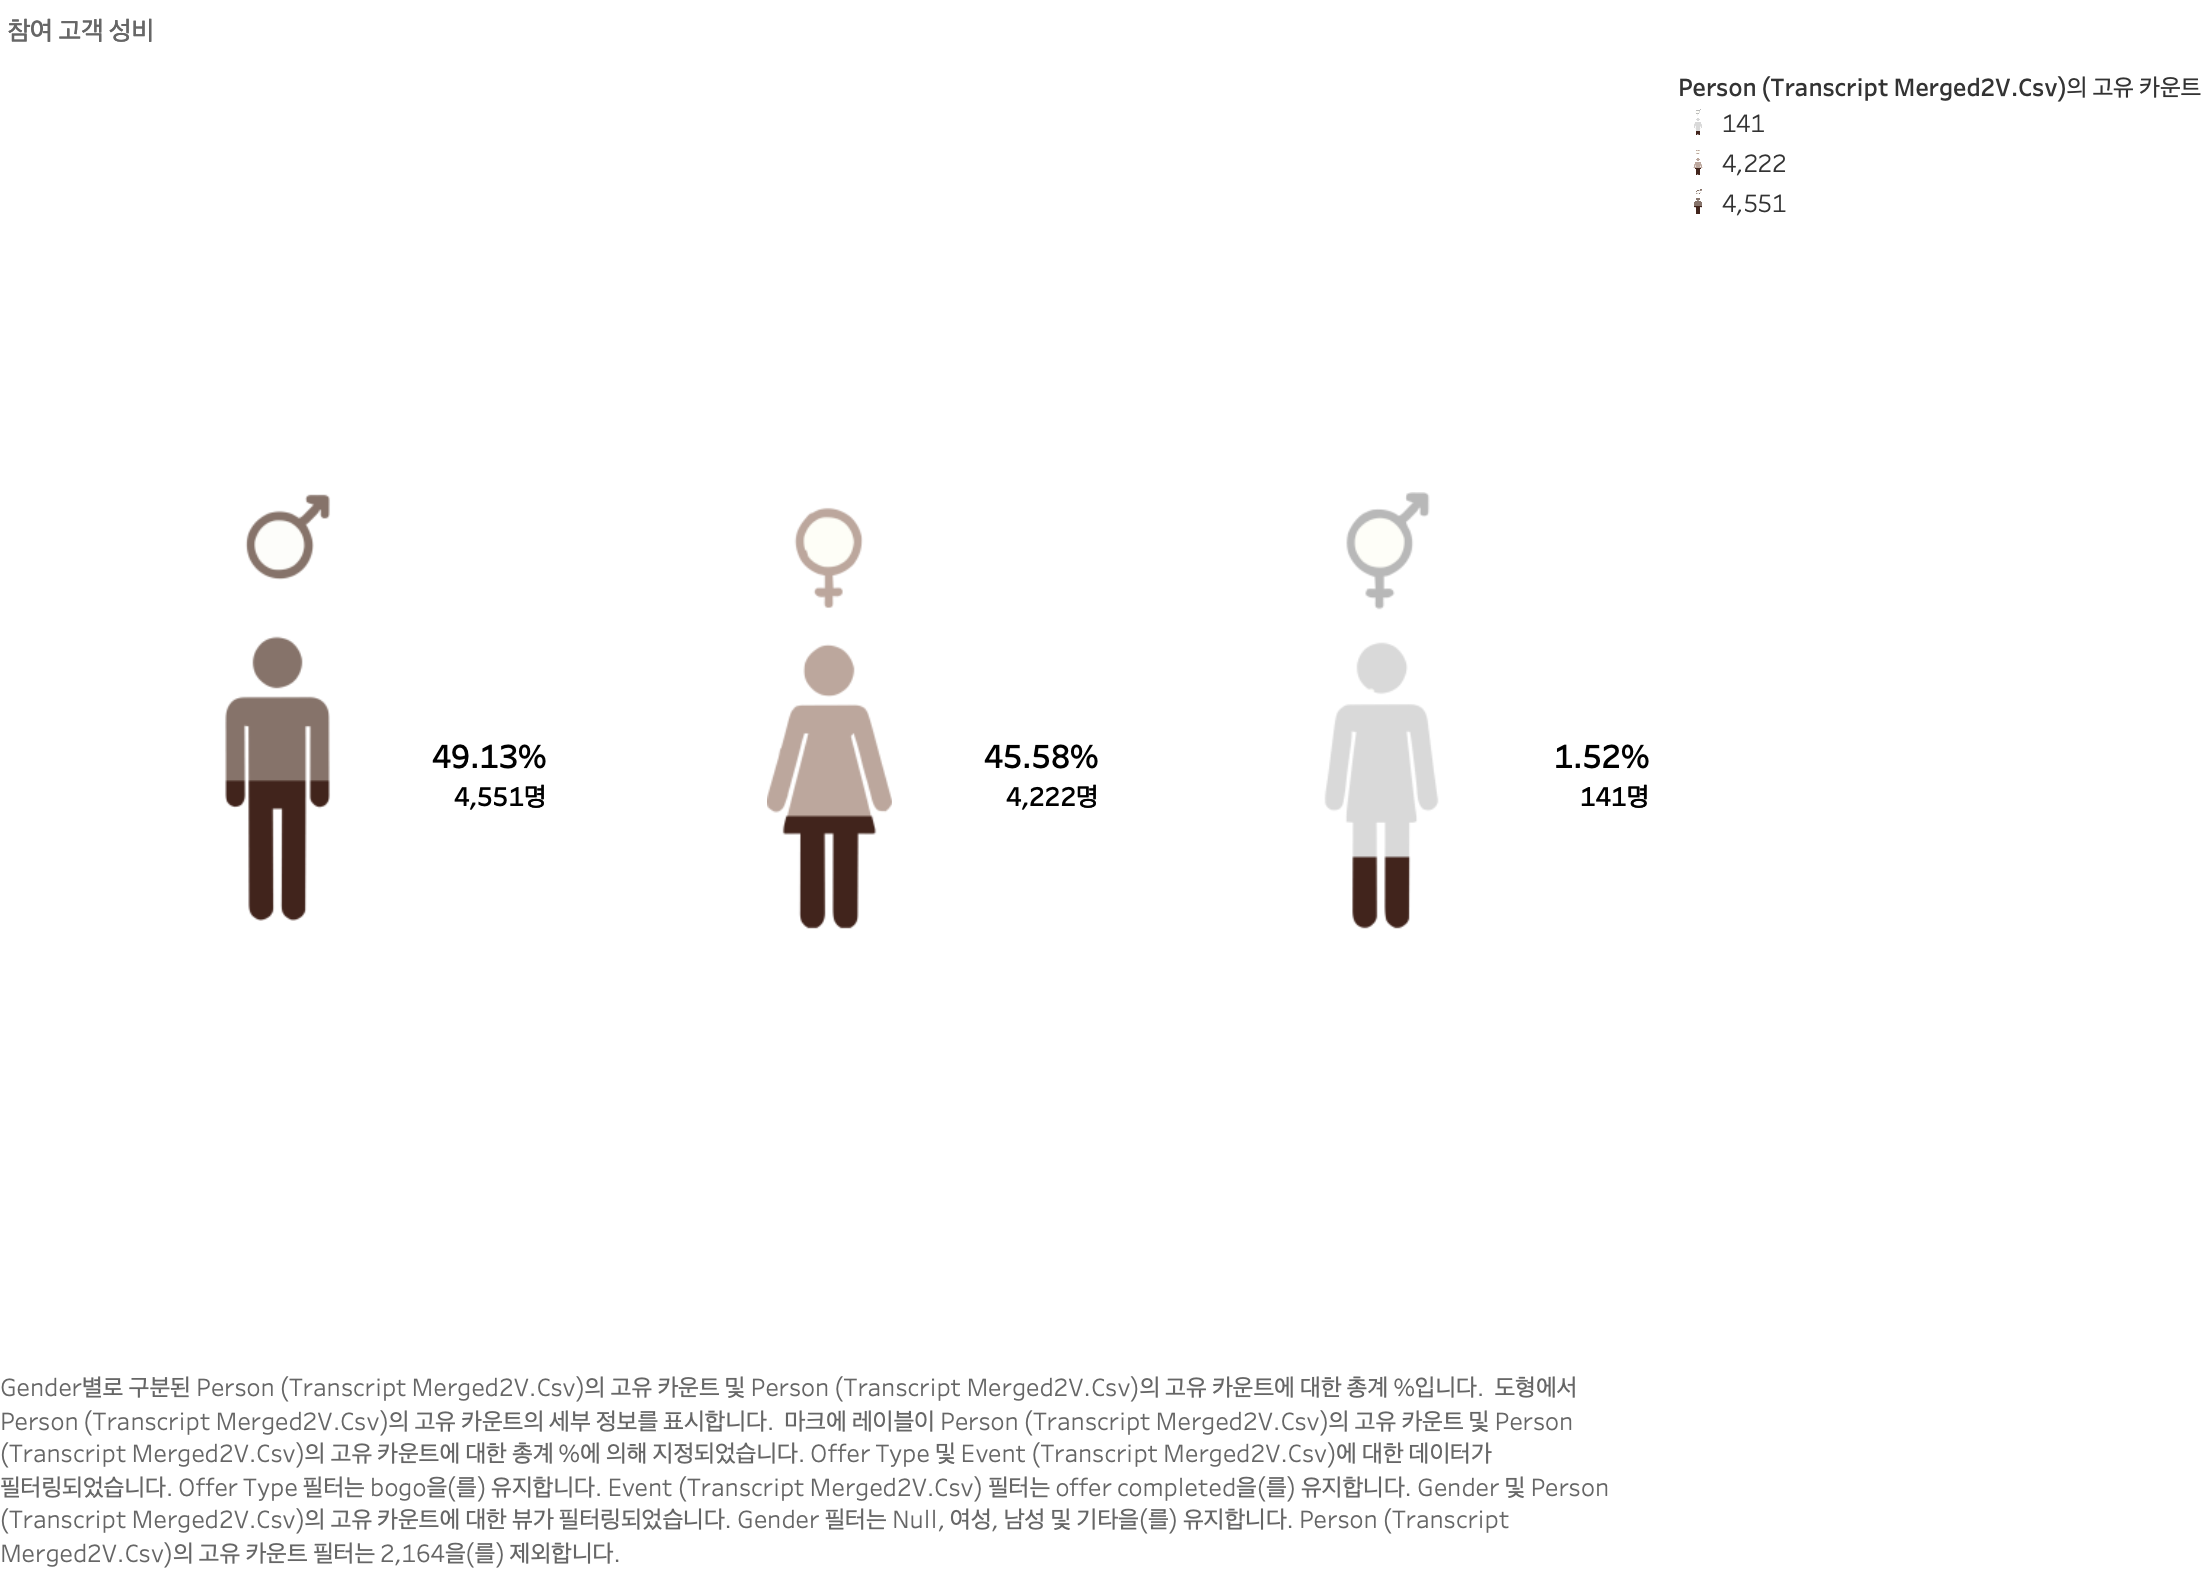 참여 고객 성비
Person (Transcript Merged2V.Csv)의 고유 카운트
141
4,222
4,551
49.13%
4,551명
45.58%
4,222명
1.52%
141명
Gender별로 구분된 Person (Transcript Merged2V.Csv)의 고유 카운트 및 Person (Transcript Merged2V.Csv)의 고유 카운트에 대한 총계 %입니다.  도형에서
Person (Transcript Merged2V.Csv)의 고유 카운트의 세부 정보를 표시합니다.  마크에 레이블이 Person (Transcript Merged2V.Csv)의 고유 카운트 및 Person
(Transcript Merged2V.Csv)의 고유 카운트에 대한 총계 %에 의해 지정되었습니다. Offer Type 및 Event (Transcript Merged2V.Csv)에 대한 데이터가
필터링되었습니다. Offer Type 필터는 bogo을(를) 유지합니다. Event (Transcript Merged2V.Csv) 필터는 offer completed을(를) 유지합니다. Gender 및 Person
(Transcript Merged2V.Csv)의 고유 카운트에 대한 뷰가 필터링되었습니다. Gender 필터는 Null, 여성, 남성 및 기타을(를) 유지합니다. Person (Transcript
Merged2V.Csv)의 고유 카운트 필터는 2,164을(를) 제외합니다.